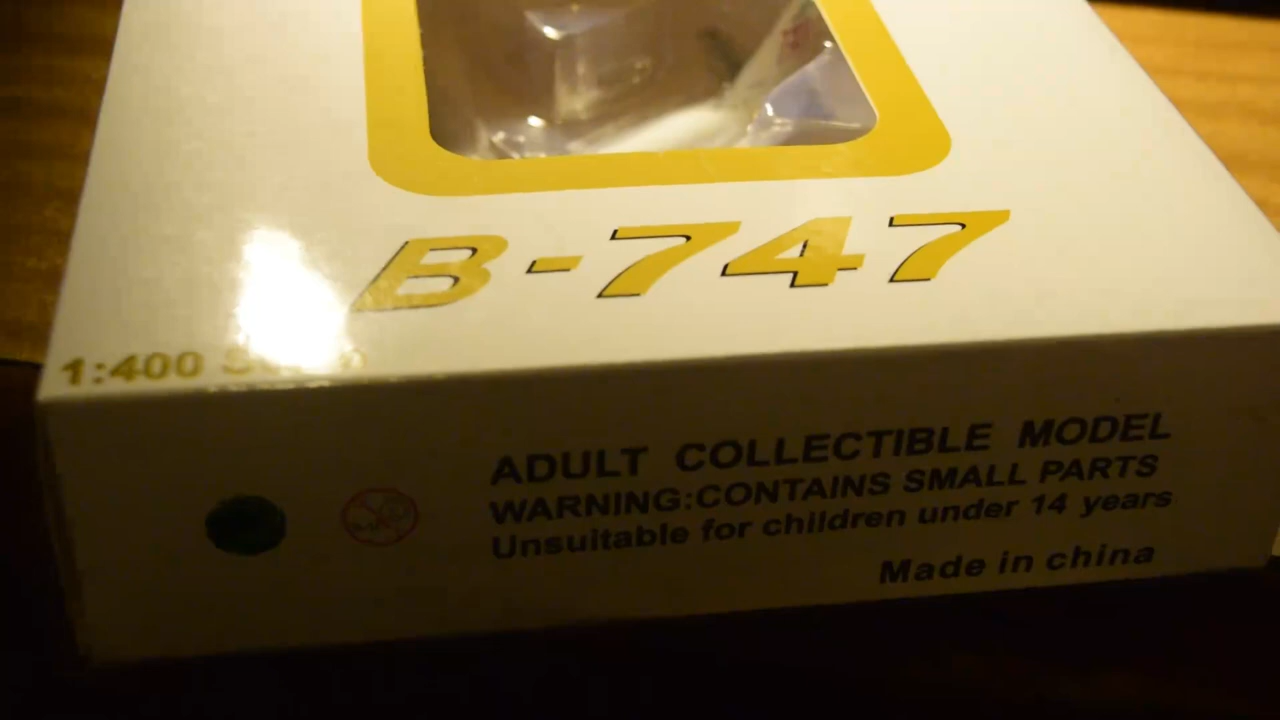 B-747
1:400
ADULT COLLECTIBLE MODEL
WARNING:CONTAINS SMALL PARTS
Unsuitable for children under 14 years
Made in china